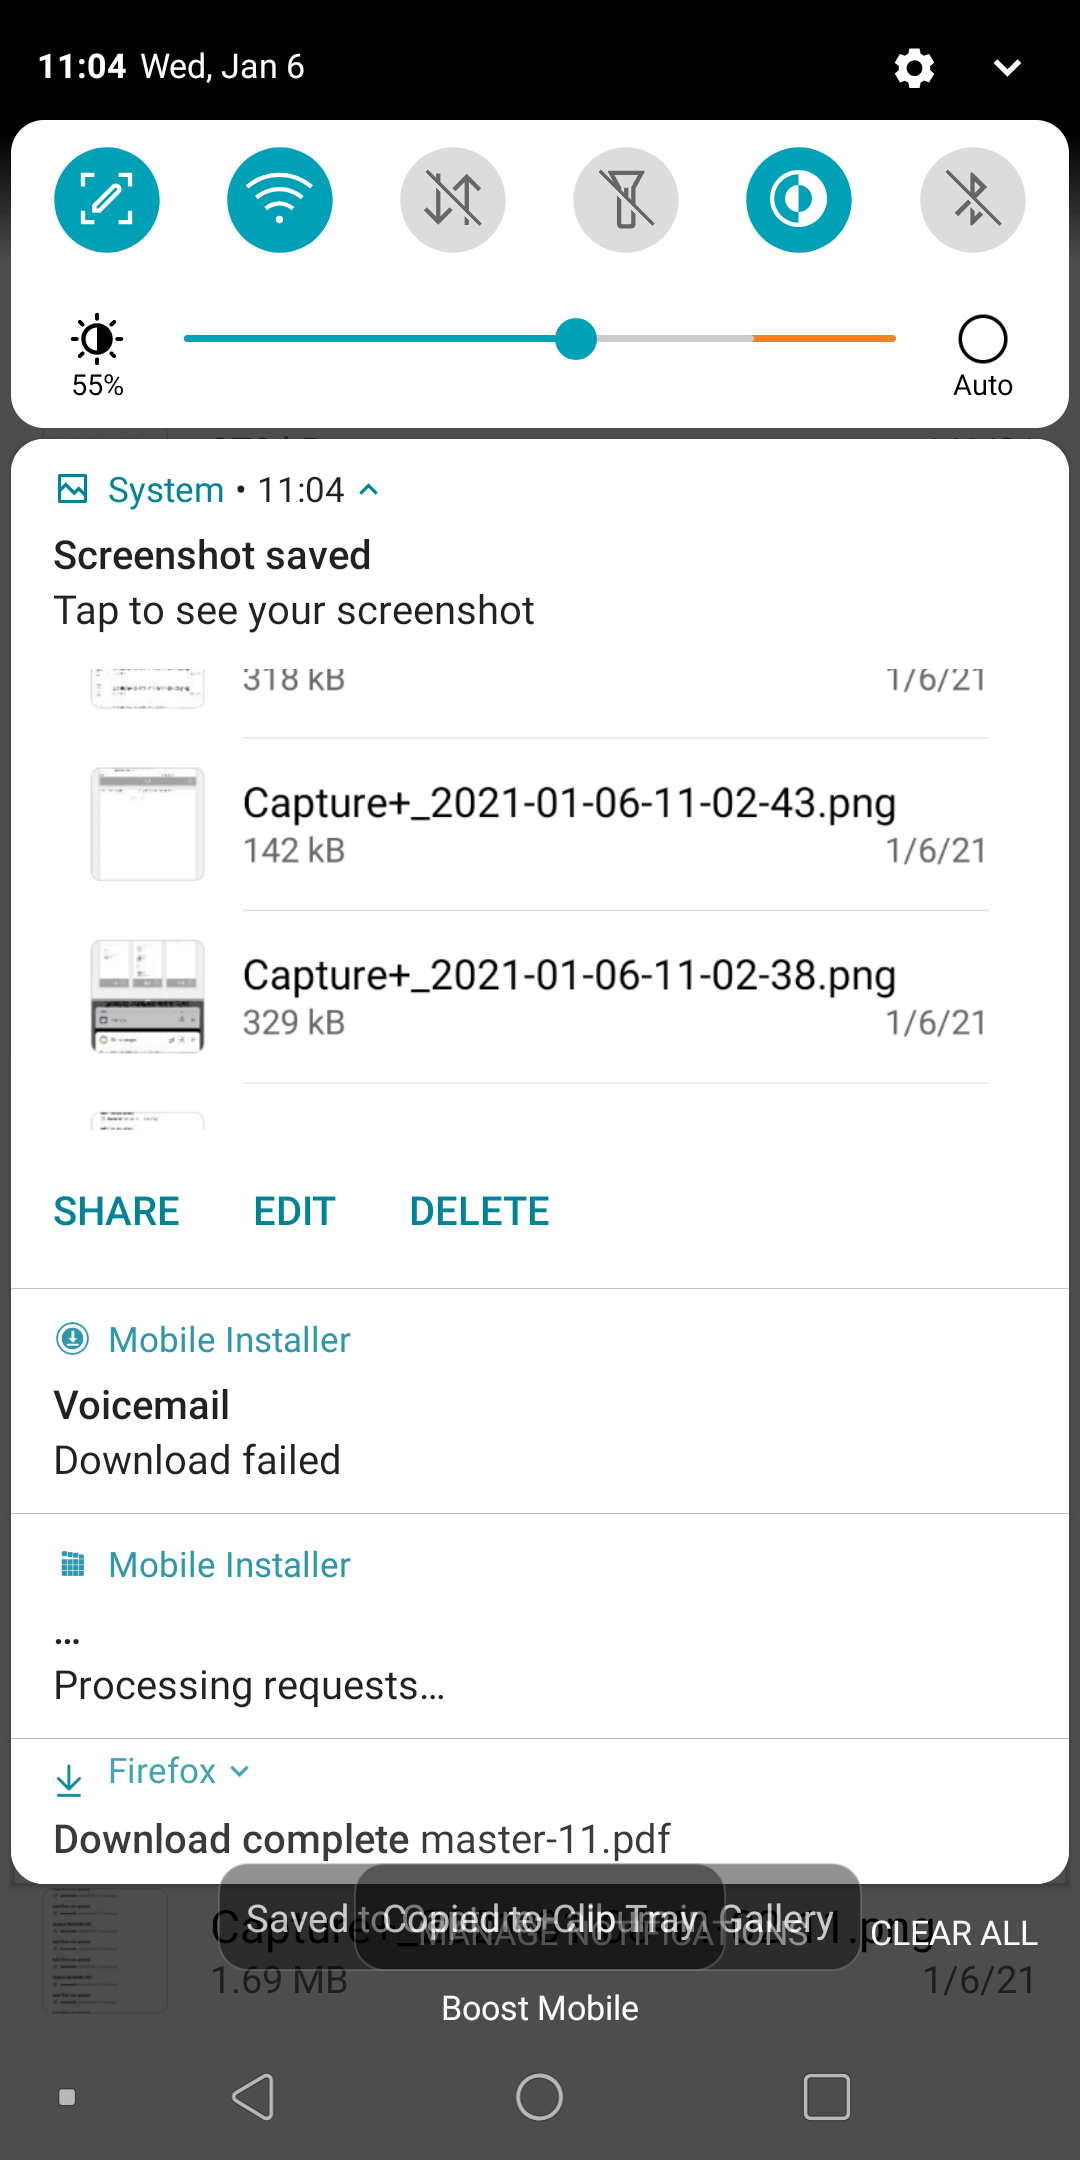 11:04 Wed, Jan 6
55%
Auto
System • 11:04
Screenshot saved
Tap to see your screenshot
318 kB 1/6/21
Capture+_2021-01-06-11-02-43.png
142 kB 1/6/21
Capture+_2021-01-06-11-02-38.png
329 kB 1/6/21
SHARE EDIT DELETE
Mobile Installer
Voicemail
Download failed
Mobile Installer
...
Processing requests...
Firefox
Download complete master-11.pdf
Saved to Gallery
Copied to Clip Tray
MANAGE NOTIFICATIONS
CLEAR ALL
1.69 MB 1/6/21
Boost Mobile